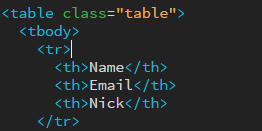 <table class="table">
  <tbody>
    <tr>
      <th>Name</th>
      <th>Email</th>
      <th>Nick</th>
    </tr>